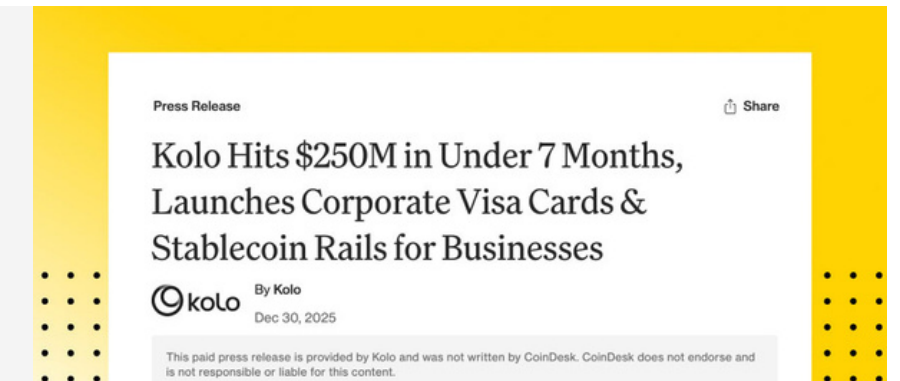 Press Release
Share
Kolo Hits $250M in Under 7 Months,
Launches Corporate Visa Cards &
Stablecoin Rails for Businesses
kolo
By Kolo
Dec 30, 2025
This paid press release is provided by Kolo and was not written by CoinDesk. CoinDesk does not endorse and
is not responsible or liable for this content.